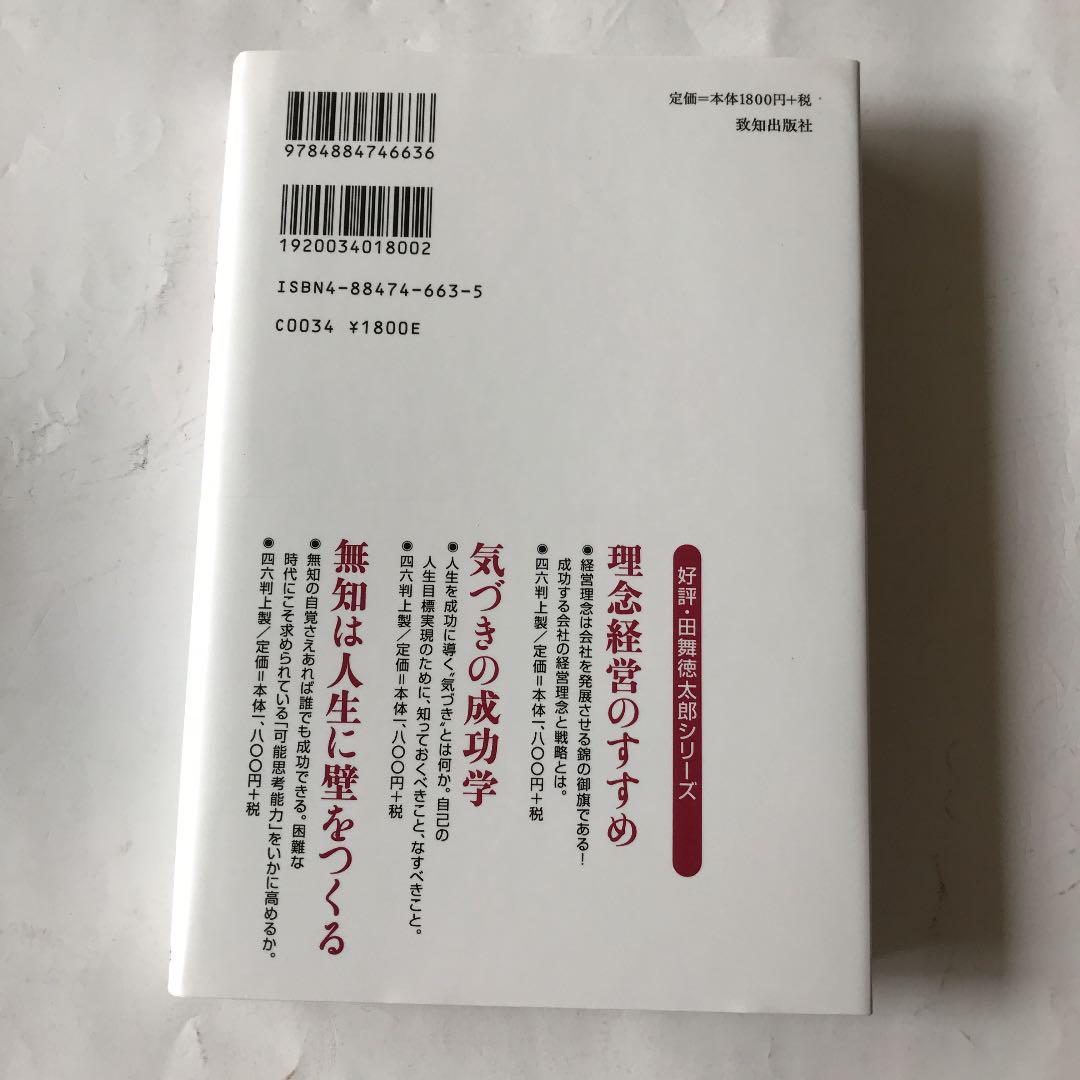 9784884746636
1920034018002
ISBN4-88474-663-5
C0034 ¥1800E
定価=本体1800円+税
致知出版社
好評・田舞徳太郎シリーズ
理念経営のすすめ
◉経営理念は会社を発展させる錦の御旗である!
成功する会社の経営理念と戦略とは。
◉四六判上製/定価=本体一、八〇〇円+税
気づきの成功学
◉人生を成功に導く“気づき”とは何か。自己の
人生目標実現のために、知っておくべきこと、なすべきこと。
◉四六判上製/定価=本体一、八〇〇円+税
無知は人生に壁をつくる
◉無知の自覚さえあれば誰でも成功できる。困難な
時代にこそ求められている「可能思考能力」をいかに高めるか。
◉四六判上製/定価=本体一、八〇〇円+税